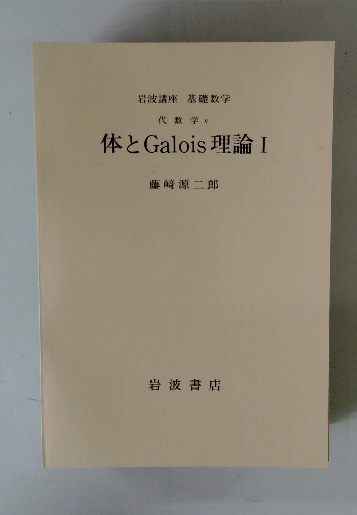 岩波講座 基礎数学
代数学 v
体とGalois理論 I
藤﨑源二郎
岩波書店